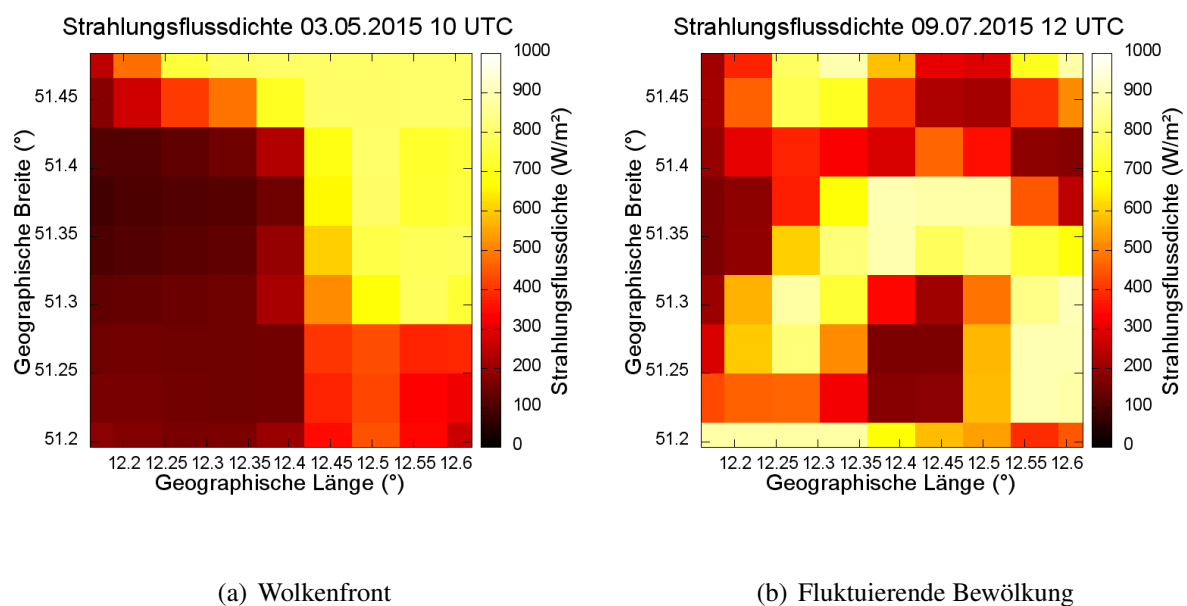 Strahlungsflussdichte 03.05.2015 10 UTC
Geographische Breite (°)
51.45
51.4
51.35
51.3
51.25
51.2
12.2 12.25 12.3 12.35 12.4 12.45 12.5 12.55 12.6
Geographische Länge (°)
1000
900
800
700
600
500
400
300
200
100
0
Strahlungsflussdichte (W/m²)
(a) Wolkenfront
Strahlungsflussdichte 09.07.2015 12 UTC
Geographische Breite (°)
51.45
51.4
51.35
51.3
51.25
51.2
12.2 12.25 12.3 12.35 12.4 12.45 12.5 12.55 12.6
Geographische Länge (°)
1000
900
800
700
600
500
400
300
200
100
0
Strahlungsflussdichte (W/m²)
(b) Fluktuierende Bewölkung